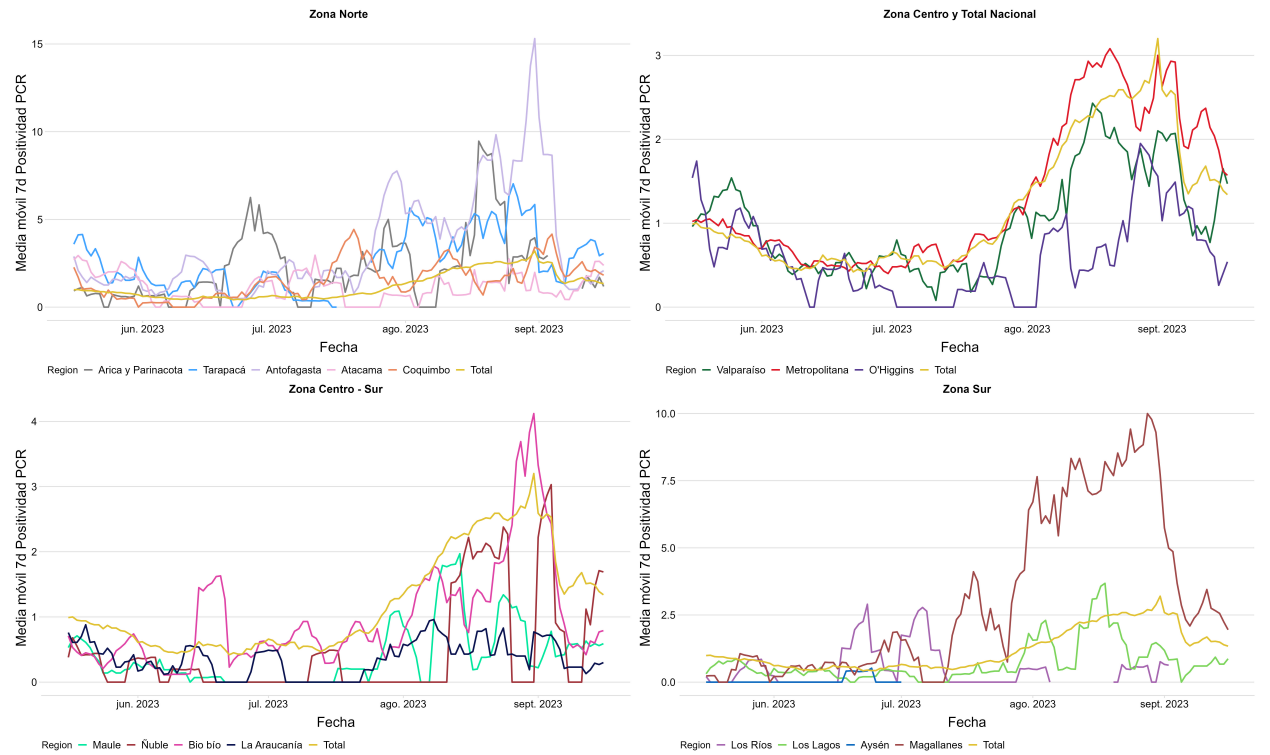 Zona Norte
Media móvil 7d Positividad PCR
15
10
5
0
jun. 2023 jul. 2023 ago. 2023 sept. 2023
Fecha
Region Arica y Parinacota Tarapacá Antofagasta Atacama Coquimbo Total
Zona Centro y Total Nacional
Media móvil 7d Positividad PCR
3
2
1
0
jun. 2023 jul. 2023 ago. 2023 sept. 2023
Fecha
Region Valparaíso Metropolitana O'Higgins Total
Zona Centro - Sur
Media móvil 7d Positividad PCR
4
3
2
1
0
jun. 2023 jul. 2023 ago. 2023 sept. 2023
Fecha
Region Maule Ñuble Bio bío La Araucanía Total
Zona Sur
Media móvil 7d Positividad PCR
10.0
7.5
5.0
2.5
0.0
jun. 2023 jul. 2023 ago. 2023 sept. 2023
Fecha
Region Los Ríos Los Lagos Aysén Magallanes Total